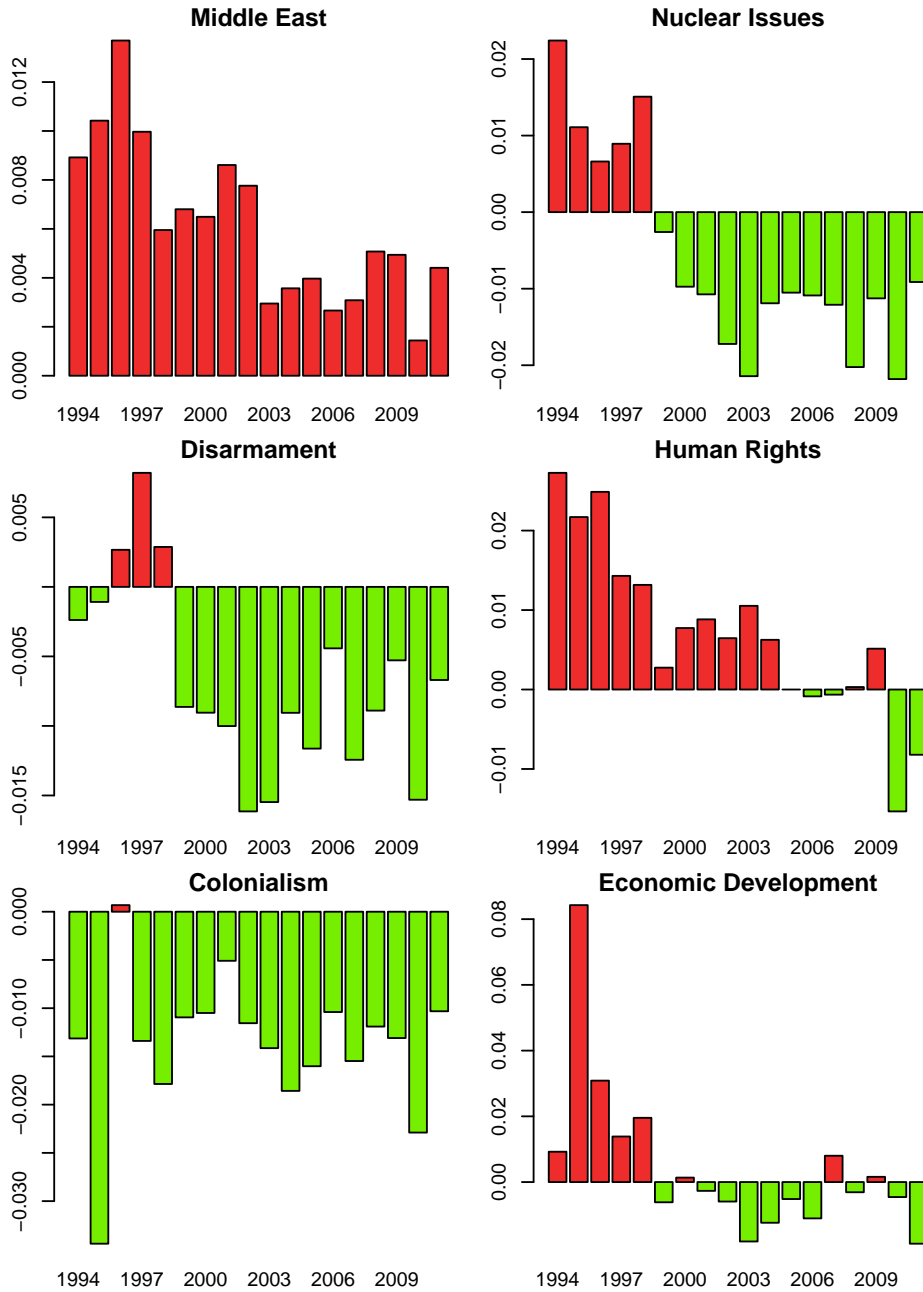 Middle East
0.012
0.008
0.004
0.000
1994 1997 2000 2003 2006 2009
Nuclear Issues
0.02
0.01
0.00
−0.01
−0.02
1994 2000 2003 2006 2009
Disarmament
0.005
−0.005
−0.015
1994 1997 2000 2003 2006 2009
Human Rights
0.02
0.01
0.00
−0.01
1994 1997 2000 2003 2006 2009
Colonialism
0.000
−0.010
−0.020
−0.030
1994 1997 2000 2003 2006 2009
Economic Development
0.08
0.06
0.04
0.02
0.00
1994 1997 2000 2003 2006 2009